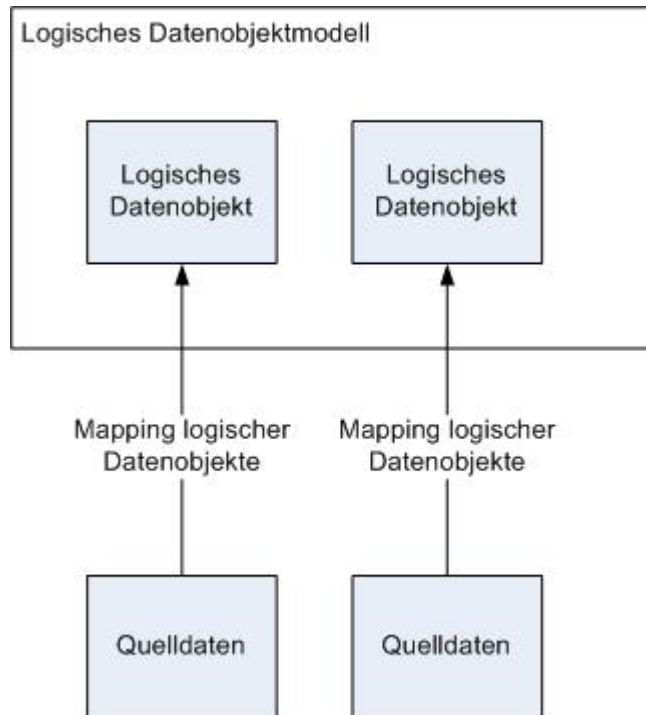 Logisches Datenobjektmodell
Logisches
Datenobjekt
Logisches
Datenobjekt
Mapping logischer
Datenobjekte
Mapping logischer
Datenobjekte
Quelldaten
Quelldaten